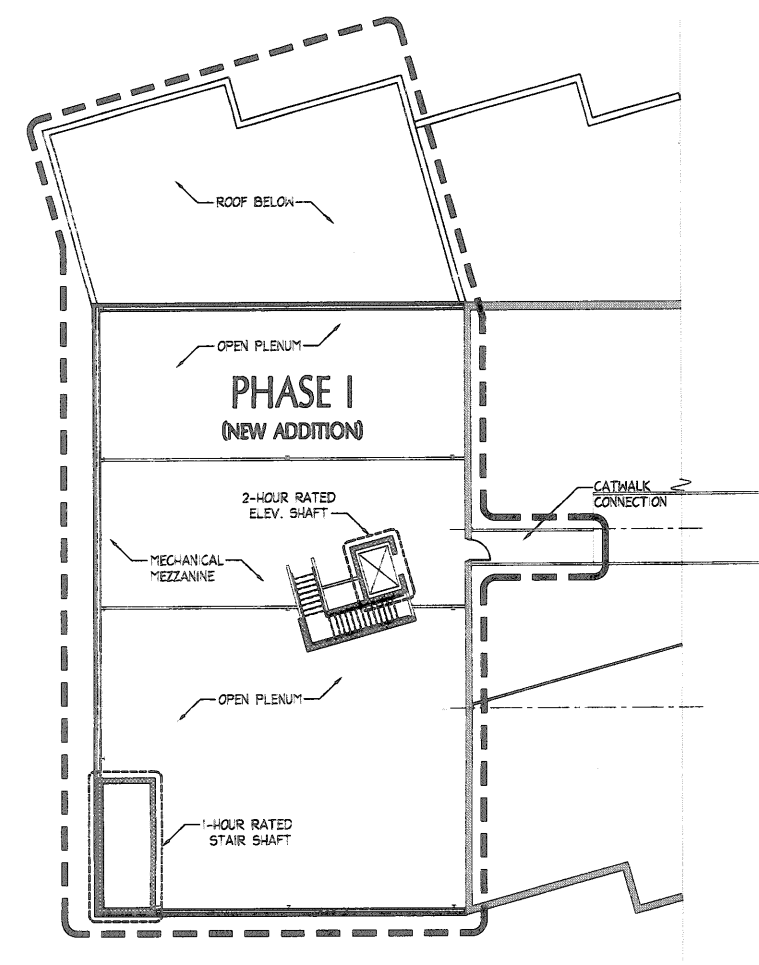 ROOF BELOW
OPEN PLENUM
PHASE I
(NEW ADDITION)
CATWALK
CONNECTION
2-HOUR RATED
ELEV. SHAFT
MECHANICAL
MEZZANINE
OPEN PLENUM
1-HOUR RATED
STAIR SHAFT